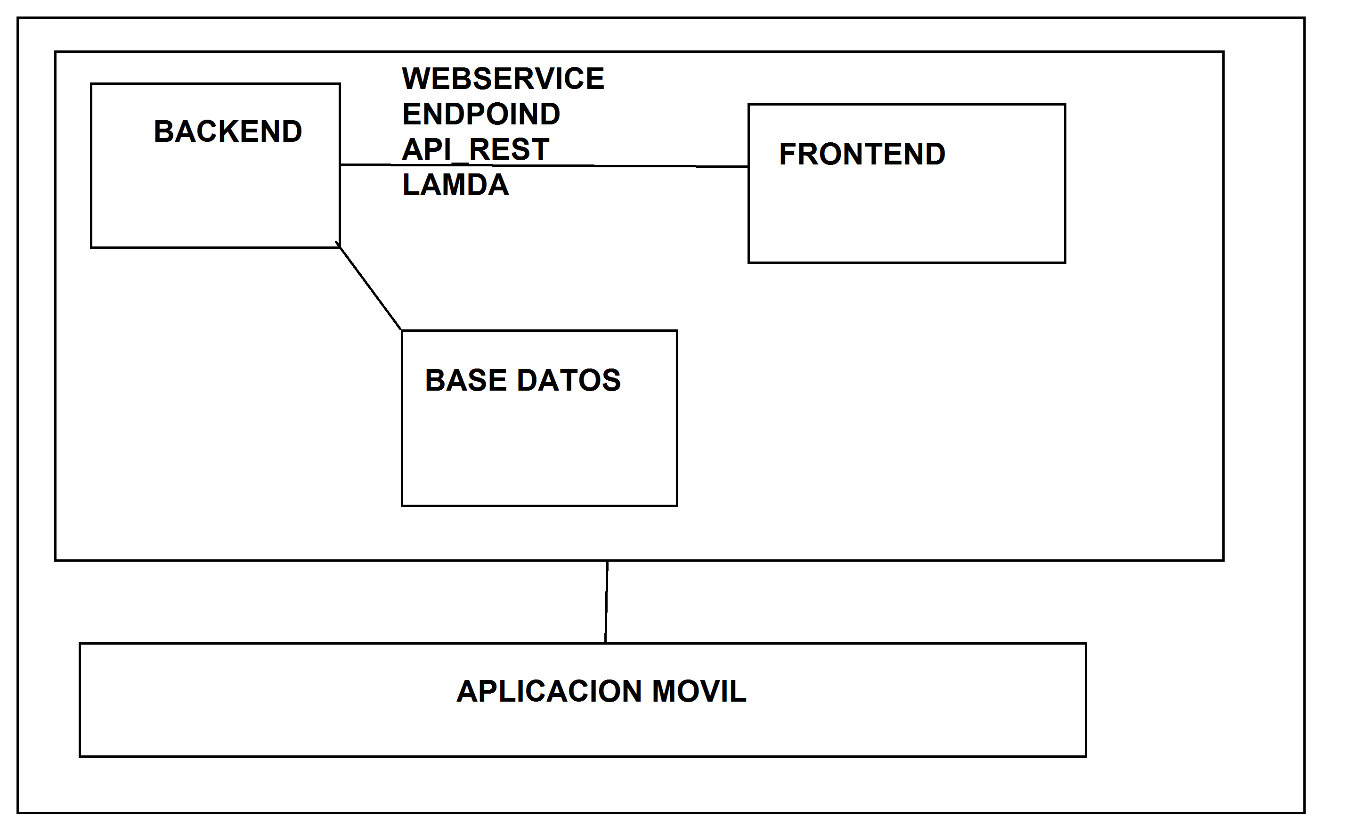 WEBSERVICE
ENDPOIND
BACKEND
API_REST
FRONTEND
LAMDA
BASE DATOS
APLICACION MOVIL